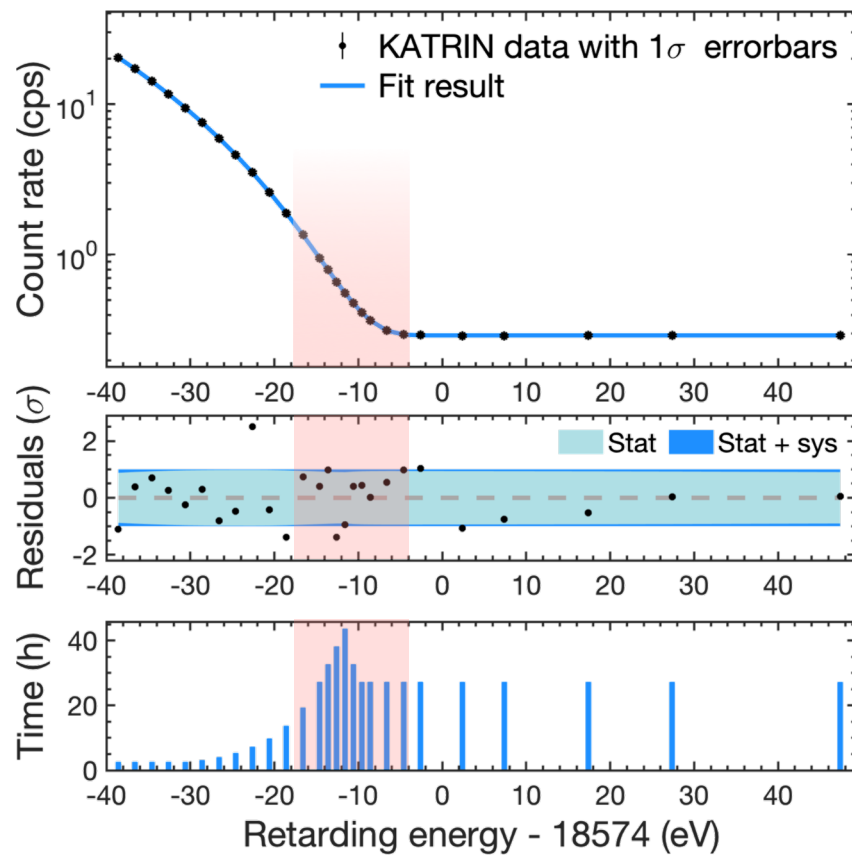 KATRIN data with 1σ errorbars
Fit result
Count rate (cps)
10¹
10⁰
-40 -30 -20 -10 0 10 20 30 40
Stat
Stat + sys
Residuals (σ)
2
0
-2
-40 -30 -20 -10 0 10 20 30 40
Time (h)
40
20
0
-40 -30 -20 -10 0 10 20 30 40
Retarding energy - 18574 (eV)